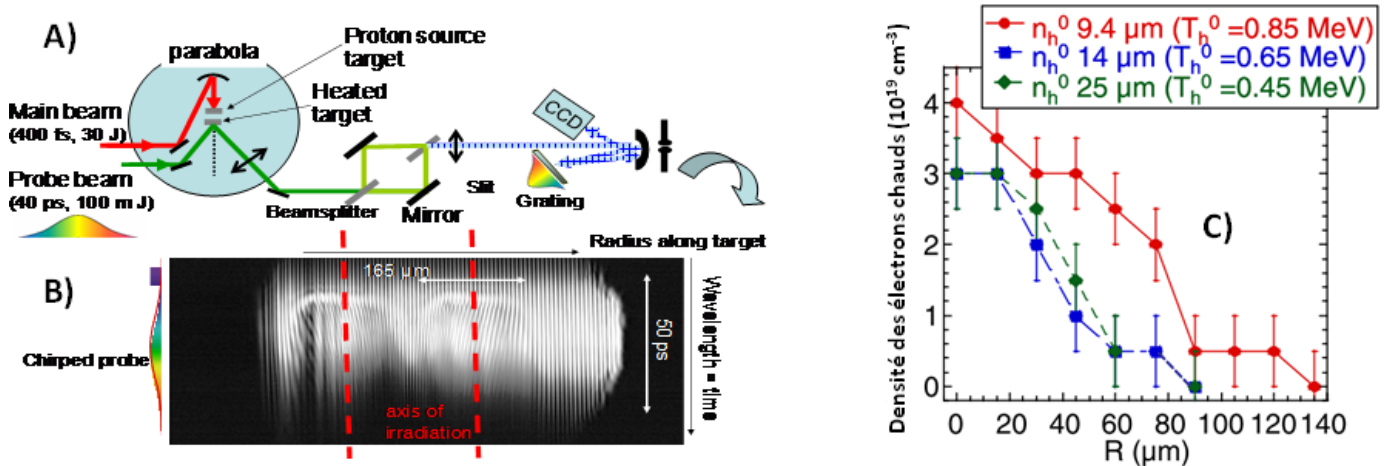 A)
parabola
Proton source
target
Heated
target
Main beam
(400 fs, 30 J)
Probe beam
(40 ps, 100 m J)
CCD
Slit
Grating
Beamsplitter
Mirror
Radius along target
B)
165 µm
50 ps
Wavelength = time
Chirped probe
axis of
irradiation
n_h^0 9.4 µm (T_h^0 =0.85 MeV)
n_h^0 14 µm (T_h^0 =0.65 MeV)
n_h^0 25 µm (T_h^0 =0.45 MeV)
C)
Densité des électrons chauds (10^19 cm^-3)
4
3
2
1
0
0 20 40 60 80 100 120 140
R (µm)